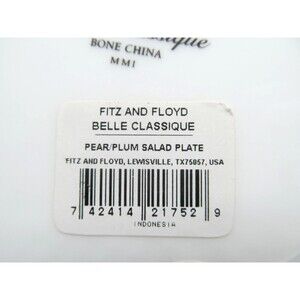 BONE CHINA
MMI
FITZ AND FLOYD
BELLE CLASSIQUE
PEAR/PLUM SALAD PLATE
FITZ AND FLOYD, LEWISVILLE, TX75057, USA
7 42414 21752 9
INDONESIA